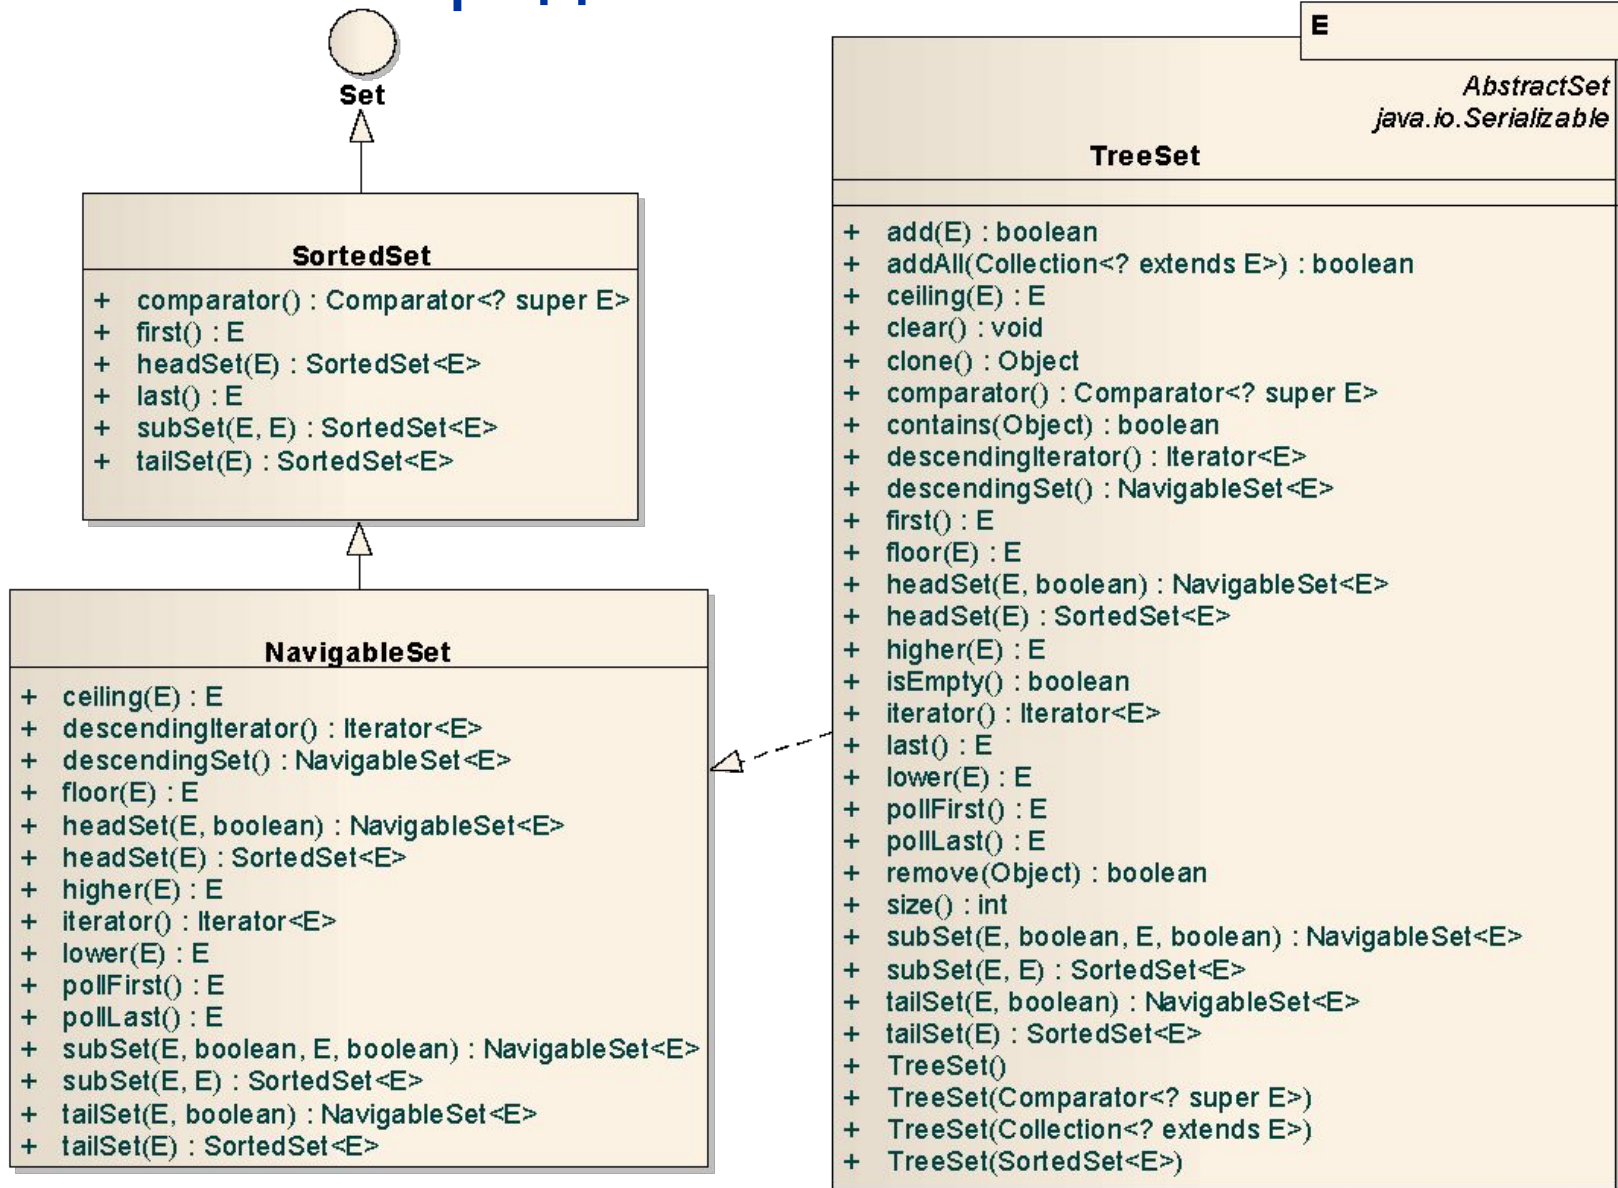 Set
SortedSet
+ comparator() : Comparator<? super E>
+ first() : E
+ headSet(E) : SortedSet<E>
+ last() : E
+ subSet(E, E) : SortedSet<E>
+ tailSet(E) : SortedSet<E>
NavigableSet
+ ceiling(E) : E
+ descendingIterator() : Iterator<E>
+ descendingSet() : NavigableSet<E>
+ floor(E) : E
+ headSet(E, boolean) : NavigableSet<E>
+ headSet(E) : SortedSet<E>
+ higher(E) : E
+ iterator() : Iterator<E>
+ lower(E) : E
+ pollFirst() : E
+ pollLast() : E
+ subSet(E, boolean, E, boolean) : NavigableSet<E>
+ subSet(E, E) : SortedSet<E>
+ tailSet(E, boolean) : NavigableSet<E>
+ tailSet(E) : SortedSet<E>
E
AbstractSet
java.io.Serializable
TreeSet
+ add(E) : boolean
+ addAll(Collection<? extends E>) : boolean
+ ceiling(E) : E
+ clear() : void
+ clone() : Object
+ comparator() : Comparator<? super E>
+ contains(Object) : boolean
+ descendingIterator() : Iterator<E>
+ descendingSet() : NavigableSet<E>
+ first() : E
+ floor(E) : E
+ headSet(E, boolean) : NavigableSet<E>
+ headSet(E) : SortedSet<E>
+ higher(E) : E
+ isEmpty() : boolean
+ iterator() : Iterator<E>
+ last() : E
+ lower(E) : E
+ pollFirst() : E
+ pollLast() : E
+ remove(Object) : boolean
+ size() : int
+ subSet(E, boolean, E, boolean) : NavigableSet<E>
+ subSet(E, E) : SortedSet<E>
+ tailSet(E, boolean) : NavigableSet<E>
+ tailSet(E) : SortedSet<E>
+ TreeSet()
+ TreeSet(Comparator<? super E>)
+ TreeSet(Collection<? extends E>)
+ TreeSet(SortedSet<E>)